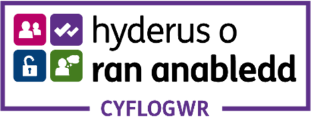 hyderus o
ran anabledd
CYFLOGWR